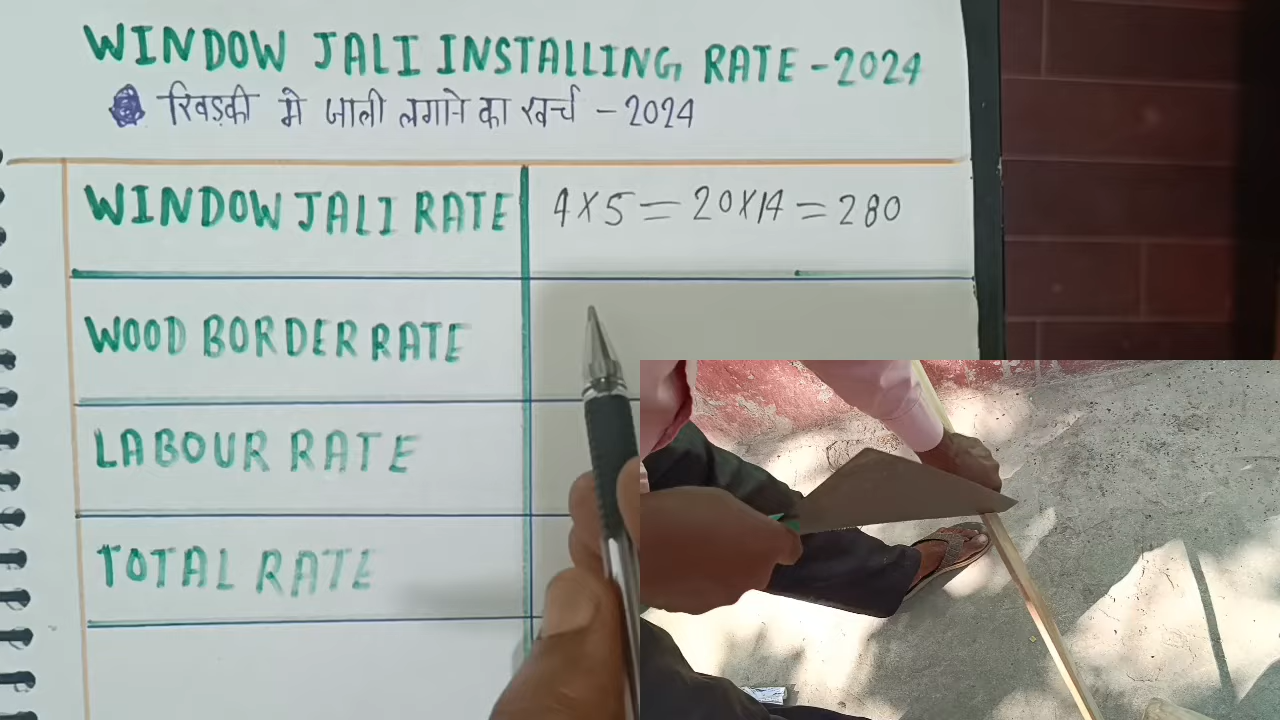 WINDOW JALI INSTALLING RATE - 2024
खिड़की मे जाली लगाने का खर्च - 2024
WINDOW JALI RATE 4X5=20X14=280
WOOD BORDER RATE
LABOUR RATE
TOTAL RATE